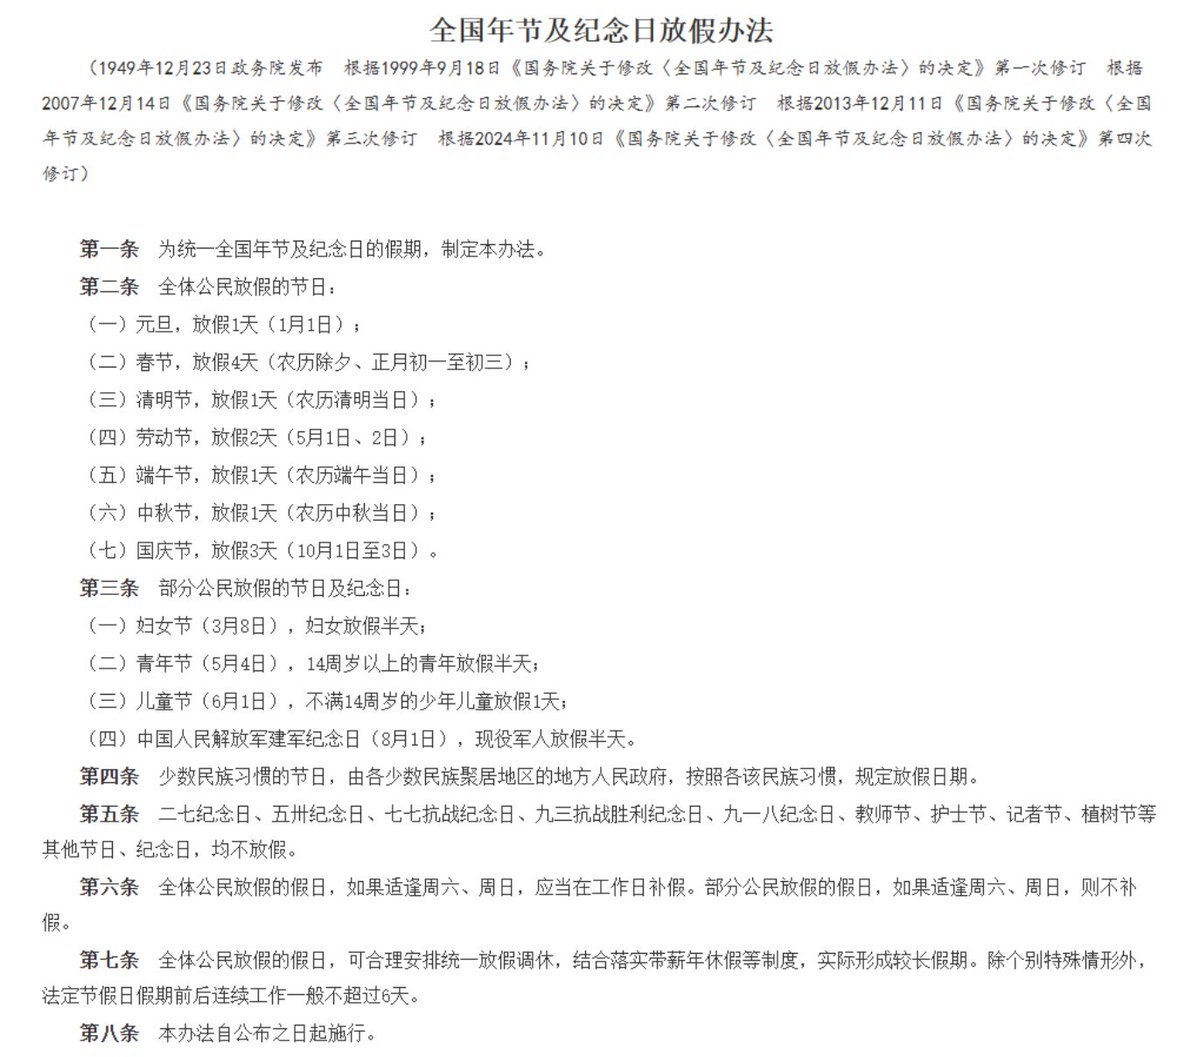 全国年节及纪念日放假办法
（1949年12月23日政务院发布　根据1999年9月18日《国务院关于修改〈全国年节及纪念日放假办法〉的决定》第一次修订　根据
2007年12月14日《国务院关于修改〈全国年节及纪念日放假办法〉的决定》第二次修订　根据2013年12月11日《国务院关于修改〈全国
年节及纪念日放假办法〉的决定》第三次修订　根据2024年11月10日《国务院关于修改〈全国年节及纪念日放假办法〉的决定》第四次
修订）
第一条　为统一全国年节及纪念日的假期，制定本办法。
第二条　全体公民放假的节日：
（一）元旦，放假1天（1月1日）；
（二）春节，放假4天（农历除夕、正月初一至初三）；
（三）清明节，放假1天（农历清明当日）；
（四）劳动节，放假2天（5月1日、2日）；
（五）端午节，放假1天（农历端午当日）；
（六）中秋节，放假1天（农历中秋当日）；
（七）国庆节，放假3天（10月1日至3日）。
第三条　部分公民放假的节日及纪念日：
（一）妇女节（3月8日），妇女放假半天；
（二）青年节（5月4日），14周岁以上的青年放假半天；
（三）儿童节（6月1日），不满14周岁的少年儿童放假1天；
（四）中国人民解放军建军纪念日（8月1日），现役军人放假半天。
第四条　少数民族习惯的节日，由各少数民族聚居地区的地方人民政府，按照各该民族习惯，规定放假日期。
第五条　二七纪念日、五卅纪念日、七七抗战纪念日、九三抗战胜利纪念日、九一八纪念日、教师节、护士节、记者节、植树节等
其他节日、纪念日，均不放假。
第六条　全体公民放假的假日，如果适逢周六、周日，应当在工作日补假。部分公民放假的假日，如果适逢周六、周日，则不补
假。
第七条　全体公民放假的假日，可合理安排统一放假调休，结合落实带薪年休假等制度，实际形成较长假期。除个别特殊情形外，
法定节假日假期前后连续工作一般不超过6天。
第八条　本办法自公布之日起施行。